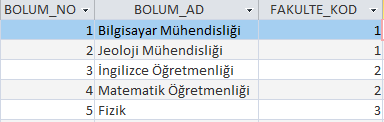 BOLUM_NO BOLUM_AD FAKULTE_KOD
1 Bilgisayar Mühendisliği 1
2 Jeoloji Mühendisliği 1
3 İngilizce Öğretmenliği 2
4 Matematik Öğretmenliği 2
5 Fizik 3